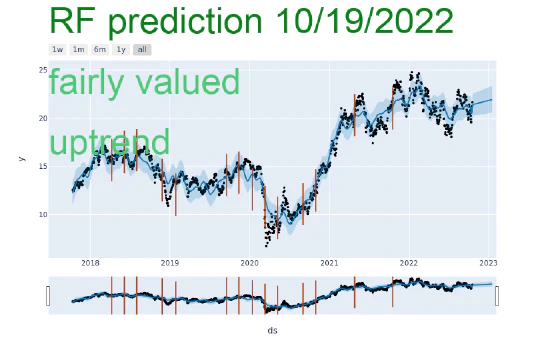 RF prediction 10/19/2022
1w 1m 6m 1y all
fairly valued
uptrend
25
20
15
10
y
2018 2019 2020 2021 2022 2023
ds